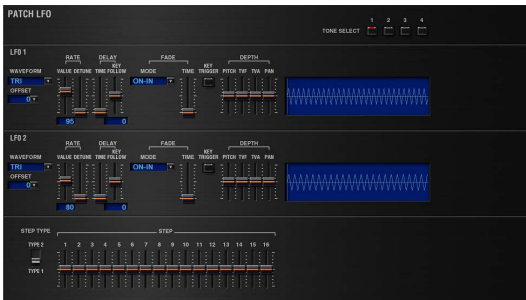 PATCH LFO
TONE SELECT 1 2 3 4
LFO 1
RATE DELAY FADE KEY TRIGGER DEPTH
WAVEFORM VALUE DETUNE TIME KEY FOLLOW MODE TIME PITCH TVF TVA PAN
TRI ON-IN
OFFSET
0
95 0
LFO 2
RATE DELAY FADE KEY TRIGGER DEPTH
WAVEFORM VALUE DETUNE TIME KEY FOLLOW MODE TIME PITCH TVF TVA PAN
TRI ON-IN
OFFSET
0
80 0
STEP TYPE STEP
TYPE 2 1 2 3 4 5 6 7 8 9 10 11 12 13 14 15 16
TYPE 1